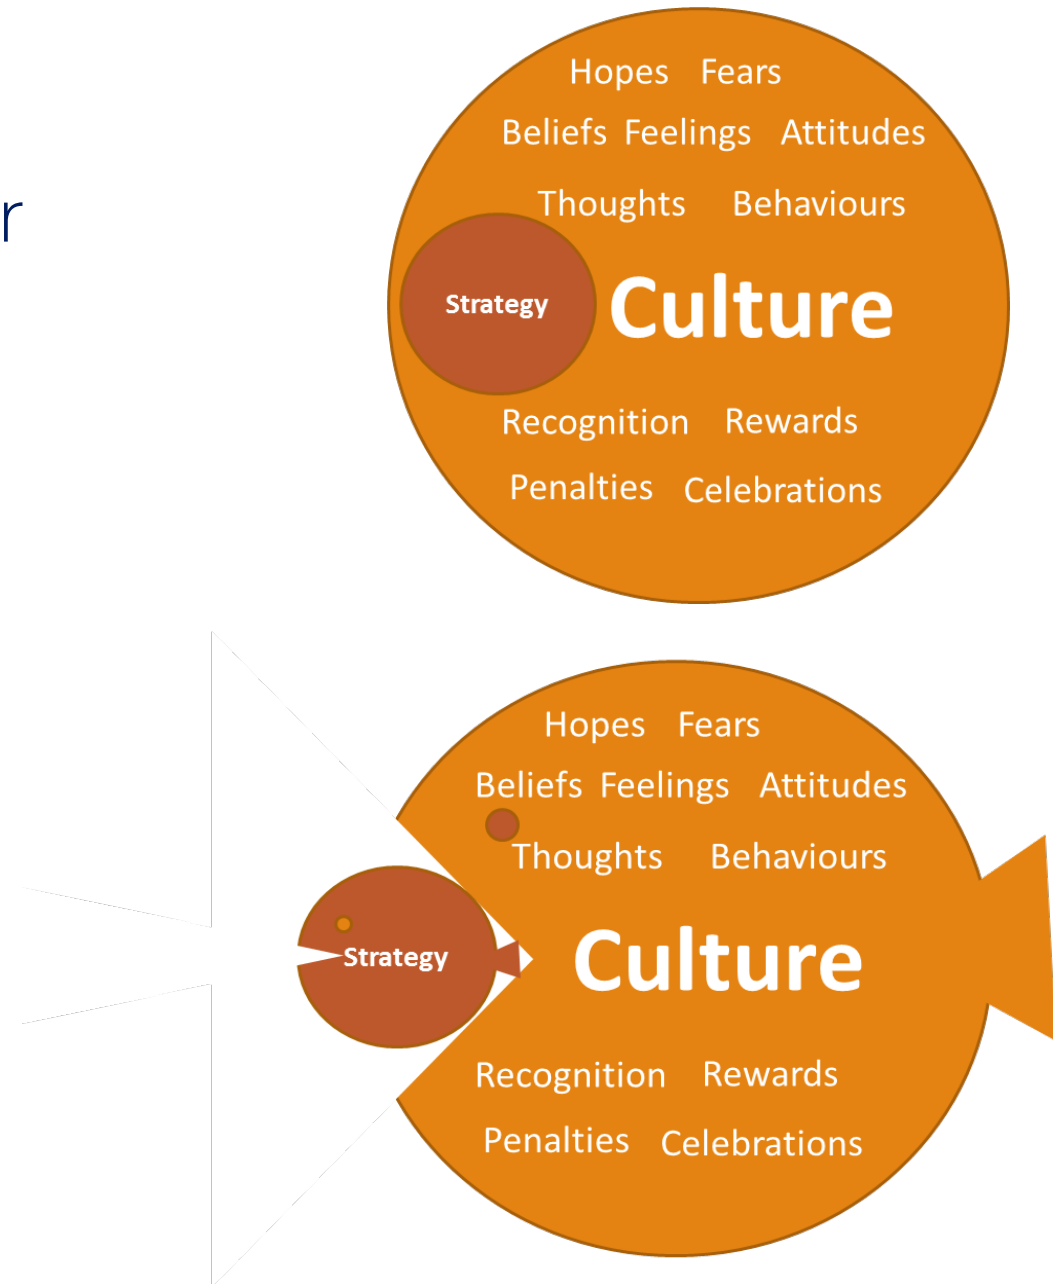 r
Hopes Fears
Beliefs Feelings Attitudes
Thoughts Behaviours
Strategy Culture
Recognition Rewards
Penalties Celebrations
Hopes Fears
Beliefs Feelings Attitudes
Thoughts Behaviours
Strategy Culture
Recognition Rewards
Penalties Celebrations